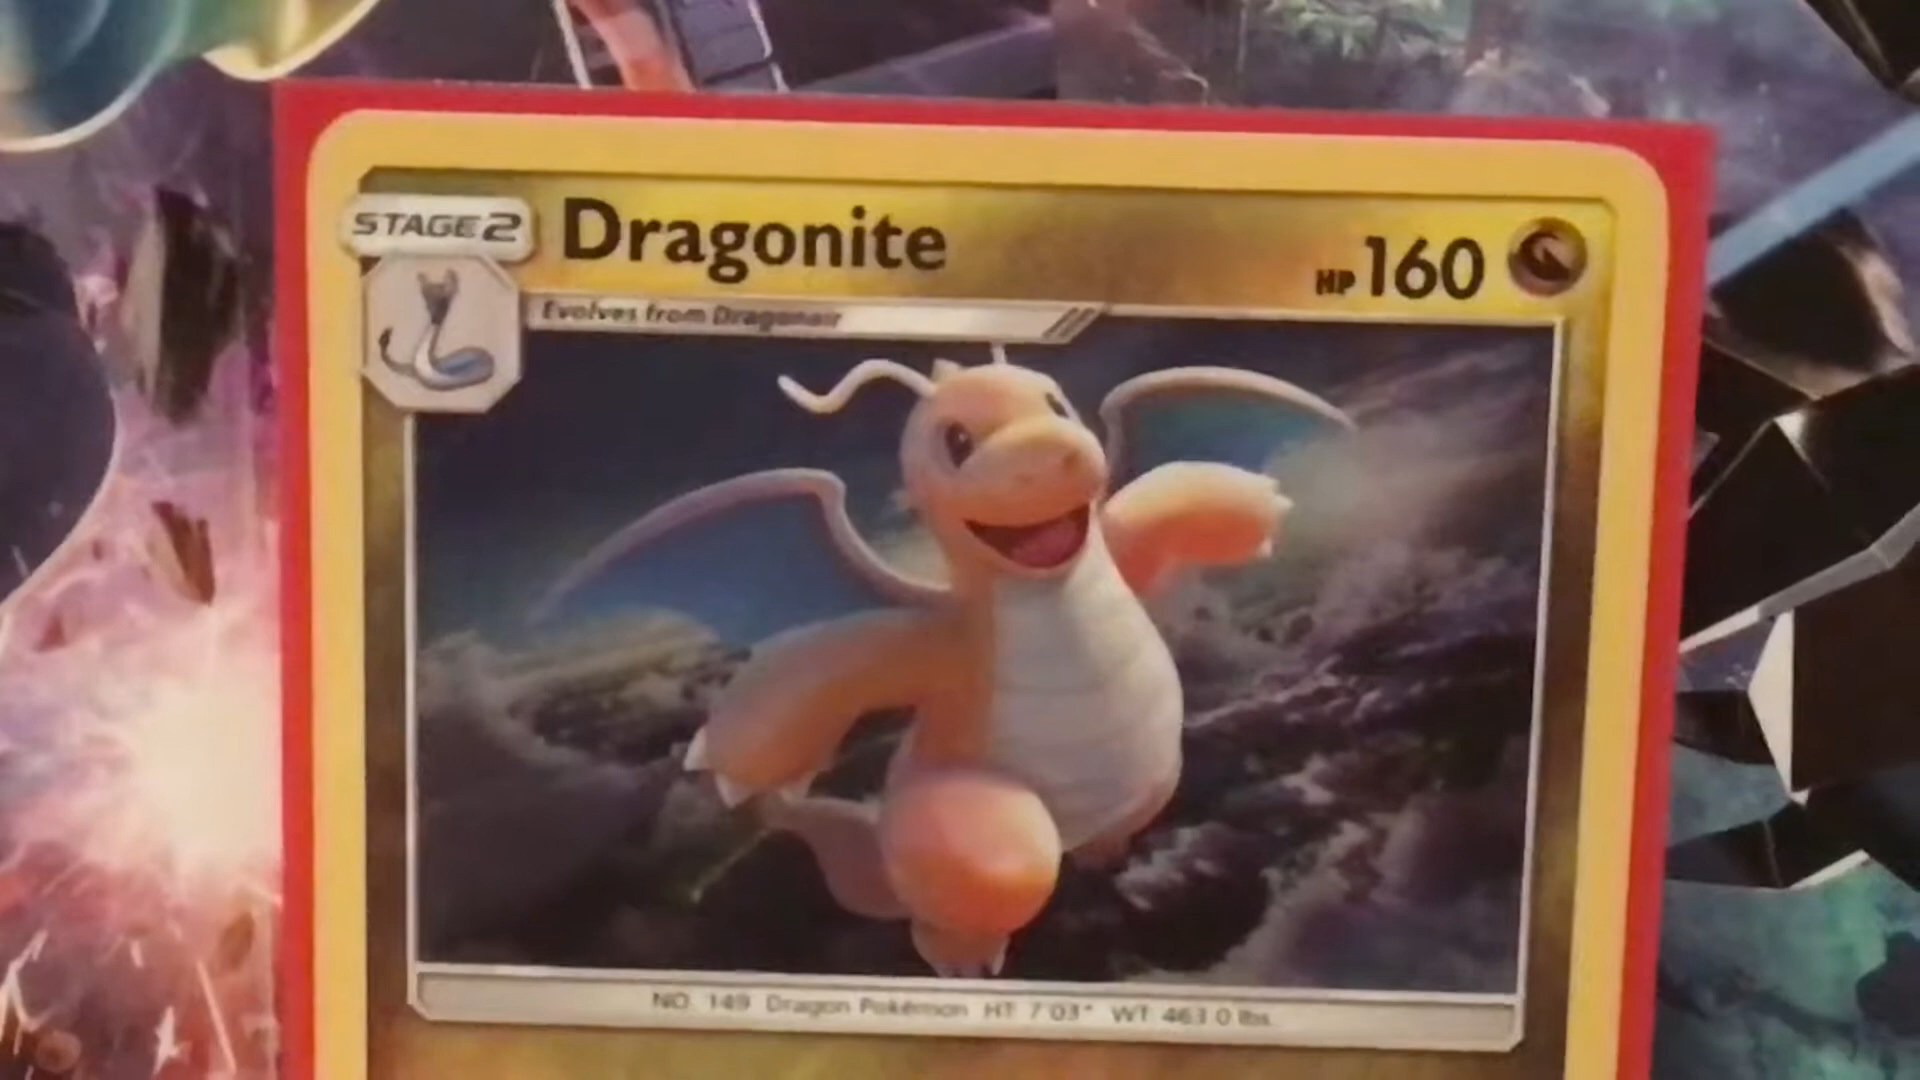 STAGE 2
Dragonite
HP 160
Evolves from Dragonair
NO. 149 Dragon Pokémon HT: 7'03" WT: 463.0 lbs.